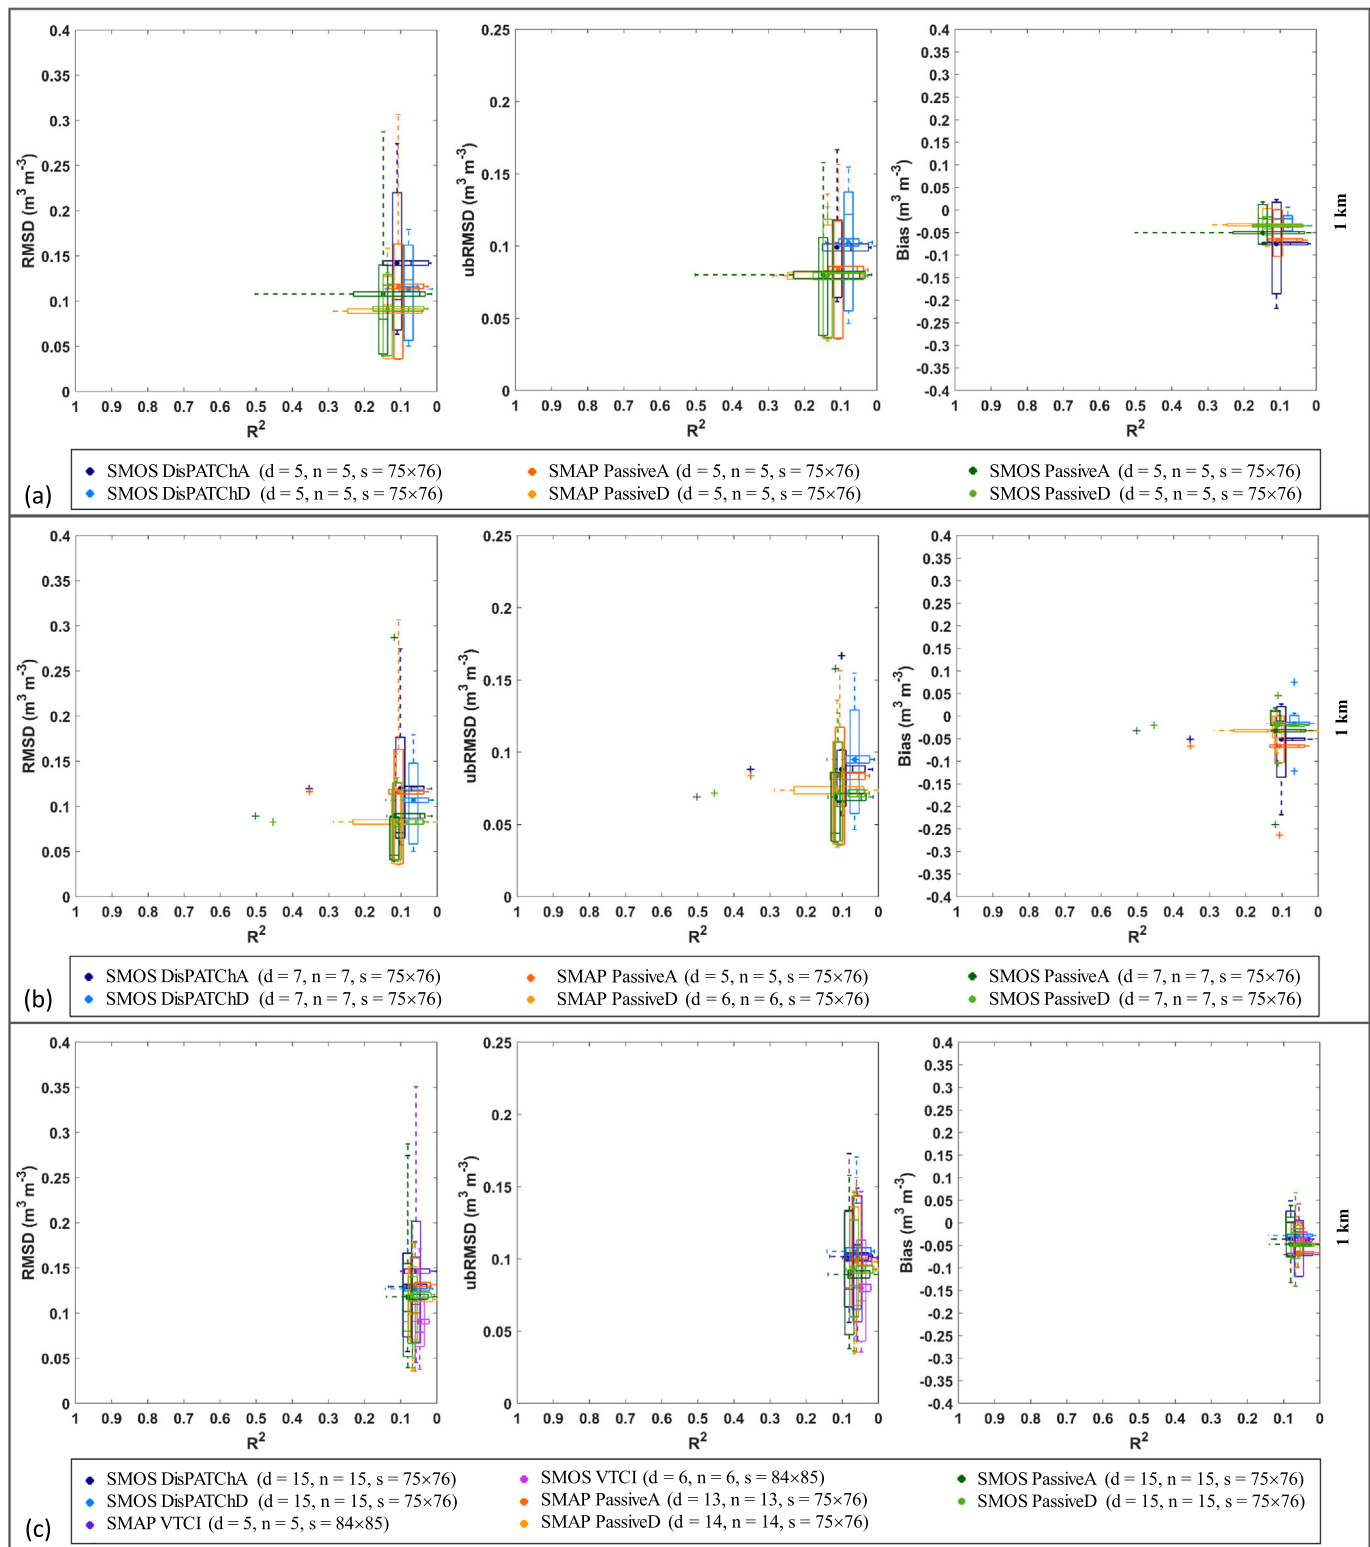 0.4
0.35
0.3
0.25
0.2
0.15
0.1
0.05
0
RMSD (m³ m⁻³)
1 0.9 0.8 0.7 0.6 0.5 0.4 0.3 0.2 0.1 0
R²
0.25
0.2
0.15
0.1
0.05
0
ubRMSD (m³ m⁻³)
1 0.9 0.8 0.7 0.6 0.5 0.4 0.3 0.2 0.1 0
R²
0.4
0.35
0.3
0.25
0.2
0.15
0.1
0.05
0
-0.05
-0.1
-0.15
-0.2
-0.25
-0.3
-0.35
-0.4
Bias (m³ m⁻³)
1 0.9 0.8 0.7 0.6 0.5 0.4 0.3 0.2 0.1 0
R²
1 km
SMOS DisPATChA (d = 5, n = 5, s = 75×76)
SMOS DisPATChD (d = 5, n = 5, s = 75×76)
SMAP PassiveA (d = 5, n = 5, s = 75×76)
SMAP PassiveD (d = 5, n = 5, s = 75×76)
SMOS PassiveA (d = 5, n = 5, s = 75×76)
SMOS PassiveD (d = 5, n = 5, s = 75×76)
(a)
0.4
0.35
0.3
0.25
0.2
0.15
0.1
0.05
0
RMSD (m³ m⁻³)
1 0.9 0.8 0.7 0.6 0.5 0.4 0.3 0.2 0.1 0
R²
0.25
0.2
0.15
0.1
0.05
0
ubRMSD (m³ m⁻³)
1 0.9 0.8 0.7 0.6 0.5 0.4 0.3 0.2 0.1 0
R²
0.4
0.35
0.3
0.25
0.2
0.15
0.1
0.05
0
-0.05
-0.1
-0.15
-0.2
-0.25
-0.3
-0.35
-0.4
Bias (m³ m⁻³)
1 0.9 0.8 0.7 0.6 0.5 0.4 0.3 0.2 0.1 0
R²
1 km
SMOS DisPATChA (d = 7, n = 7, s = 75×76)
SMOS DisPATChD (d = 7, n = 7, s = 75×76)
SMAP PassiveA (d = 5, n = 5, s = 75×76)
SMAP PassiveD (d = 6, n = 6, s = 75×76)
SMOS PassiveA (d = 7, n = 7, s = 75×76)
SMOS PassiveD (d = 7, n = 7, s = 75×76)
(b)
0.4
0.35
0.3
0.25
0.2
0.15
0.1
0.05
0
RMSD (m³ m⁻³)
1 0.9 0.8 0.7 0.6 0.5 0.4 0.3 0.2 0.1 0
R²
0.25
0.2
0.15
0.1
0.05
0
ubRMSD (m³ m⁻³)
1 0.9 0.8 0.7 0.6 0.5 0.4 0.3 0.2 0.1 0
R²
0.4
0.35
0.3
0.25
0.2
0.15
0.1
0.05
0
-0.05
-0.1
-0.15
-0.2
-0.25
-0.3
-0.35
-0.4
Bias (m³ m⁻³)
1 0.9 0.8 0.7 0.6 0.5 0.4 0.3 0.2 0.1 0
R²
1 km
SMOS DisPATChA (d = 15, n = 15, s = 75×76)
SMOS DisPATChD (d = 15, n = 15, s = 75×76)
SMAP VTCI (d = 5, n = 5, s = 84×85)
SMOS VTCI (d = 6, n = 6, s = 84×85)
SMAP PassiveA (d = 13, n = 13, s = 75×76)
SMAP PassiveD (d = 14, n = 14, s = 75×76)
SMOS PassiveA (d = 15, n = 15, s = 75×76)
SMOS PassiveD (d = 15, n = 15, s = 75×76)
(c)